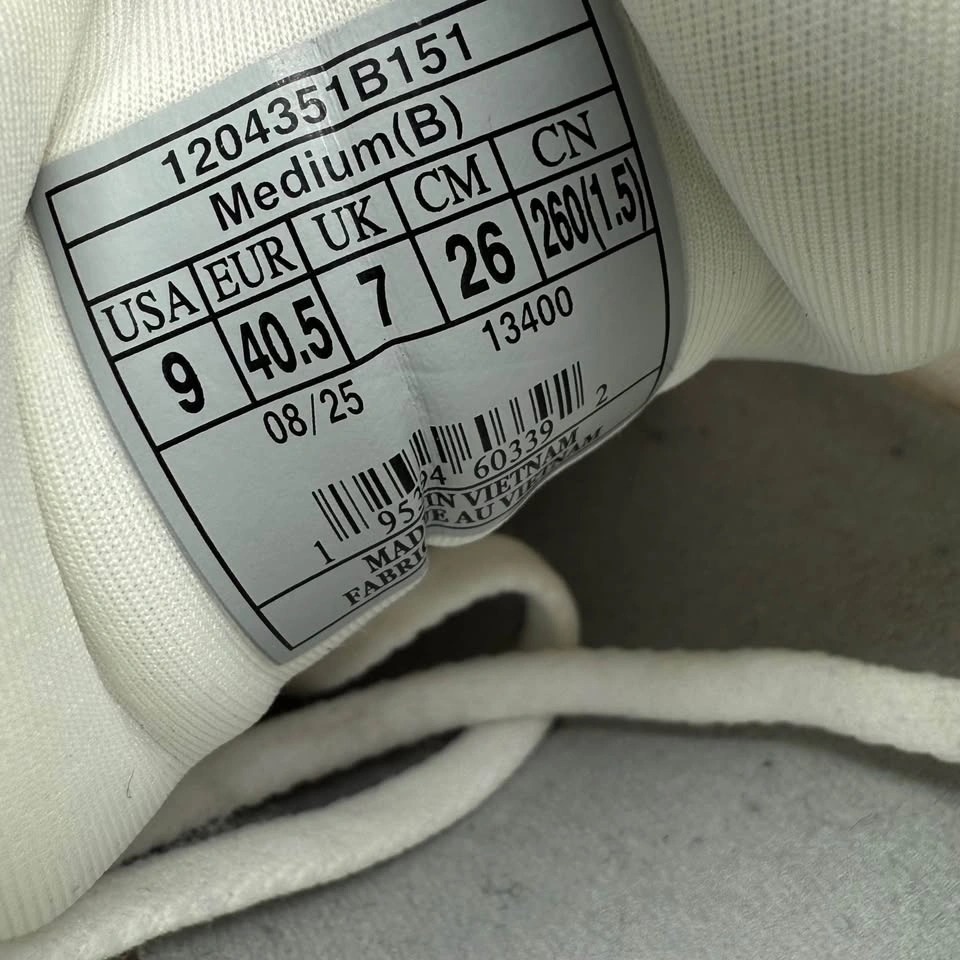 1204351B151
Medium(B)
USA EUR UK CM CN
9 40.5 7 26 260(1.5)
08/25 13400
1 60339 2
IN VIETNAM
AU VIETNAM